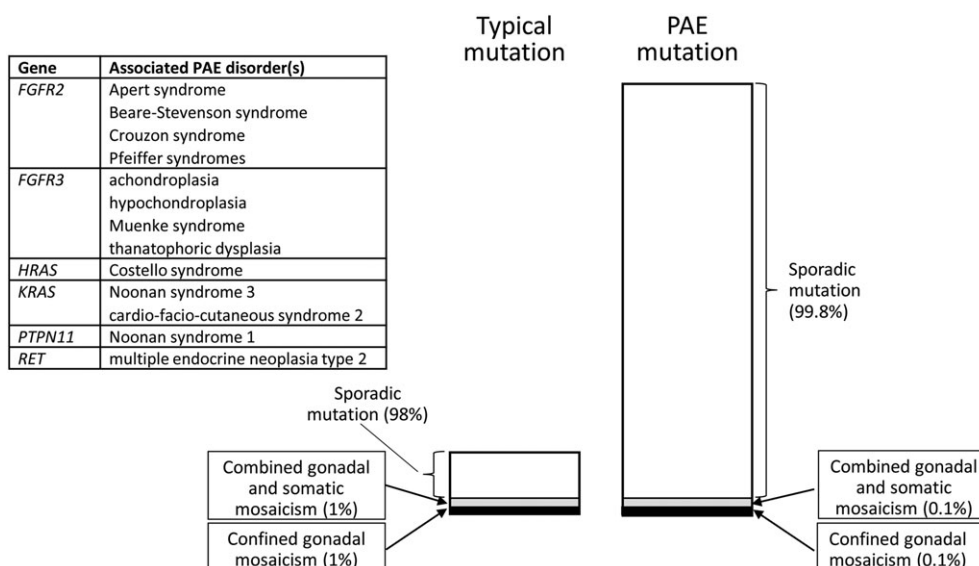 Typical
mutation
PAE
mutation
Gene Associated PAE disorder(s)
FGFR2 Apert syndrome
Beare-Stevenson syndrome
Crouzon syndrome
Pfeiffer syndromes
FGFR3 achondroplasia
hypochondroplasia
Muenke syndrome
thanatophoric dysplasia
HRAS Costello syndrome
KRAS Noonan syndrome 3
cardio-facio-cutaneous syndrome 2
PTPN11 Noonan syndrome 1
RET multiple endocrine neoplasia type 2
Sporadic
mutation
(99.8%)
Sporadic
mutation (98%)
Combined gonadal
and somatic
mosaicism (1%)
Confined gonadal
mosaicism (1%)
Combined gonadal
and somatic
mosaicism (0.1%)
Confined gonadal
mosaicism (0.1%)